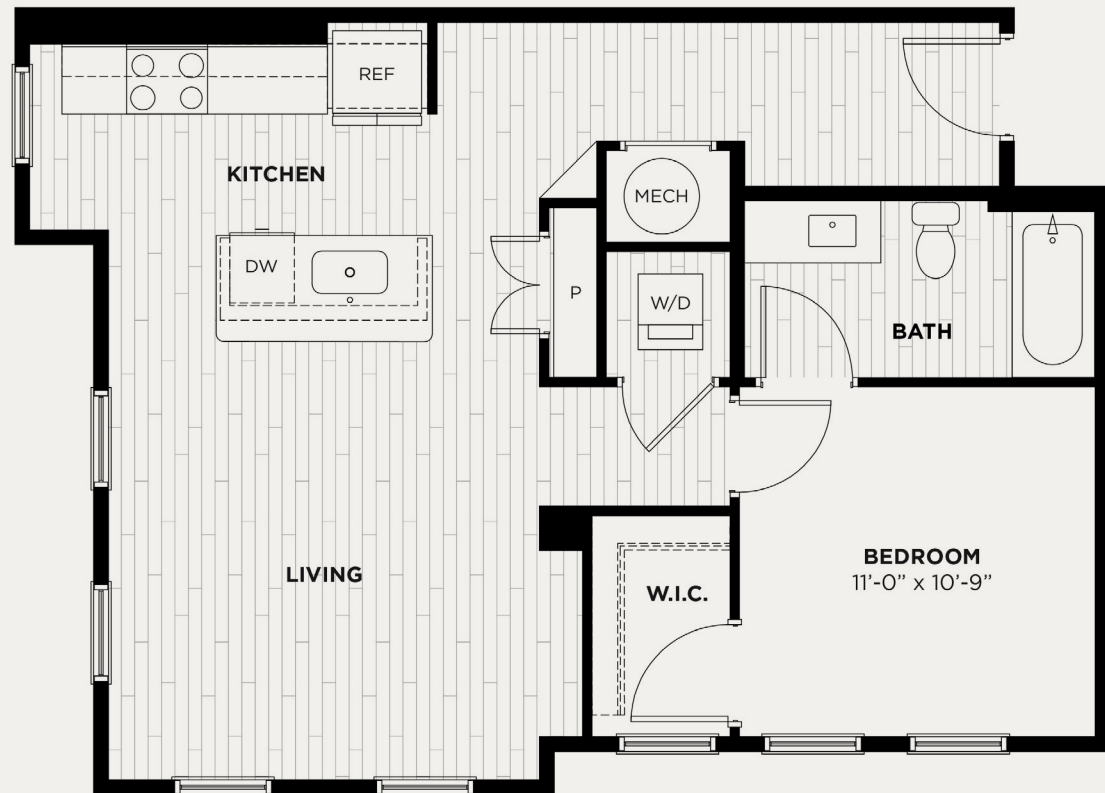 REF
KITCHEN
MECH
DW
P
W/D
BATH
LIVING
W.I.C.
BEDROOM
11'-0" x 10'-9"